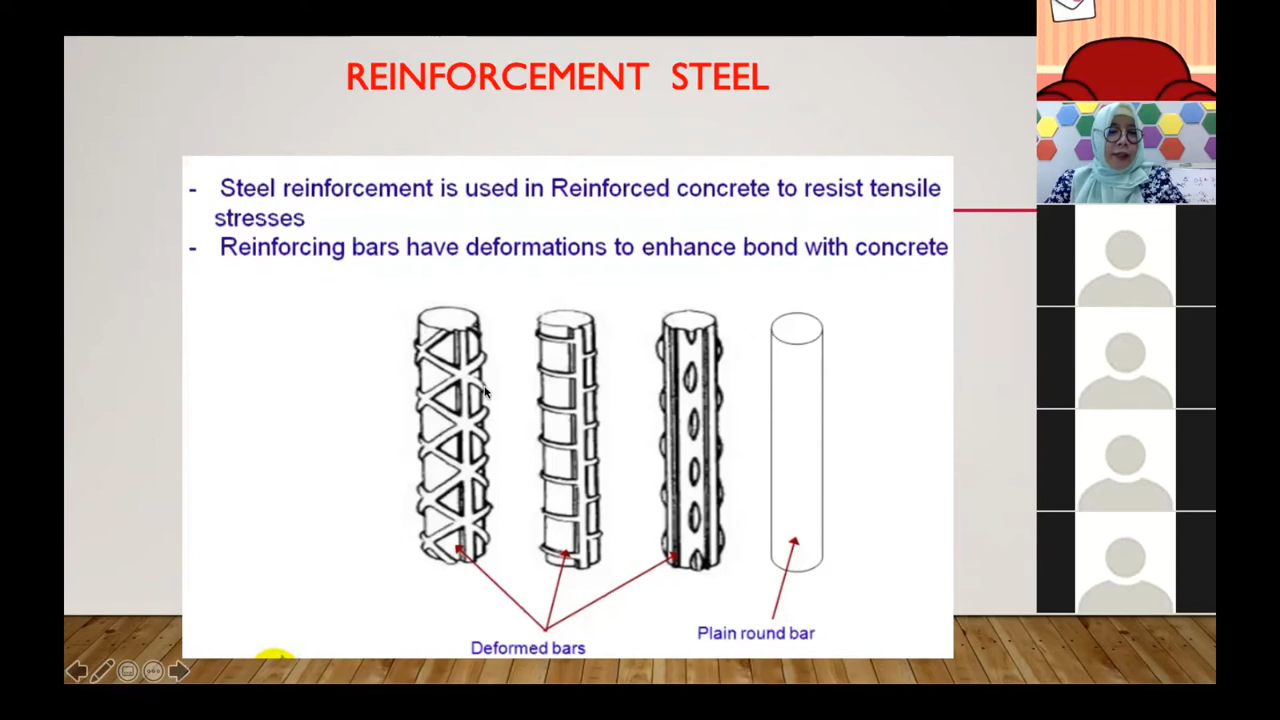 REINFORCEMENT STEEL
- Steel reinforcement is used in Reinforced concrete to resist tensile
stresses
- Reinforcing bars have deformations to enhance bond with concrete
Plain round bar
Deformed bars